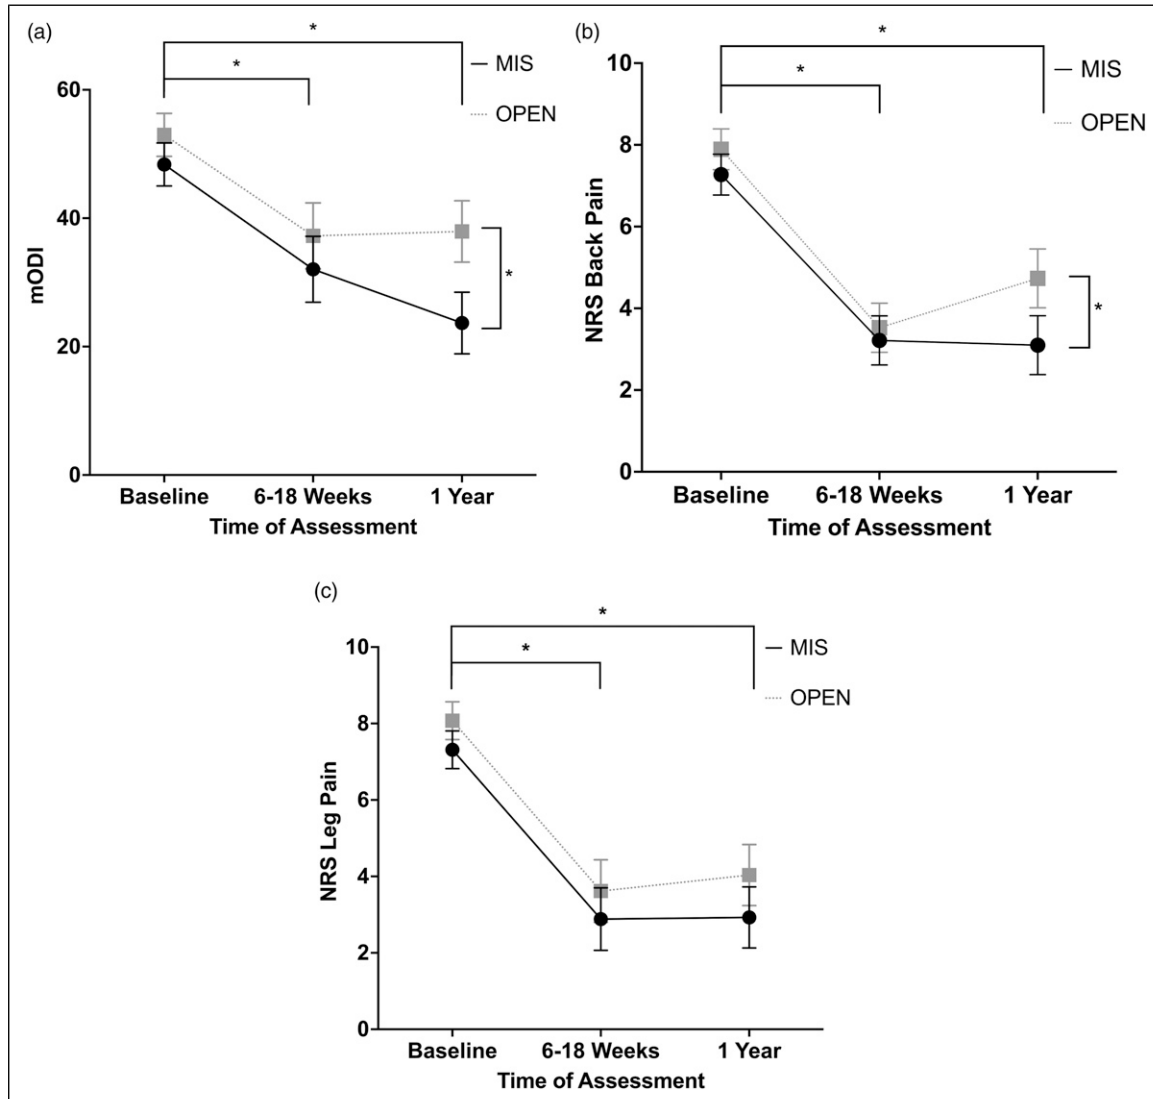 (a)
*
*
MIS
OPEN
60
40
20
0
mODI
*
Baseline 6-18 Weeks 1 Year
Time of Assessment
(b)
*
*
MIS
OPEN
10
8
6
4
2
0
NRS Back Pain
*
Baseline 6-18 Weeks 1 Year
Time of Assessment
(c)
*
*
MIS
OPEN
10
8
6
4
2
0
NRS Leg Pain
Baseline 6-18 Weeks 1 Year
Time of Assessment